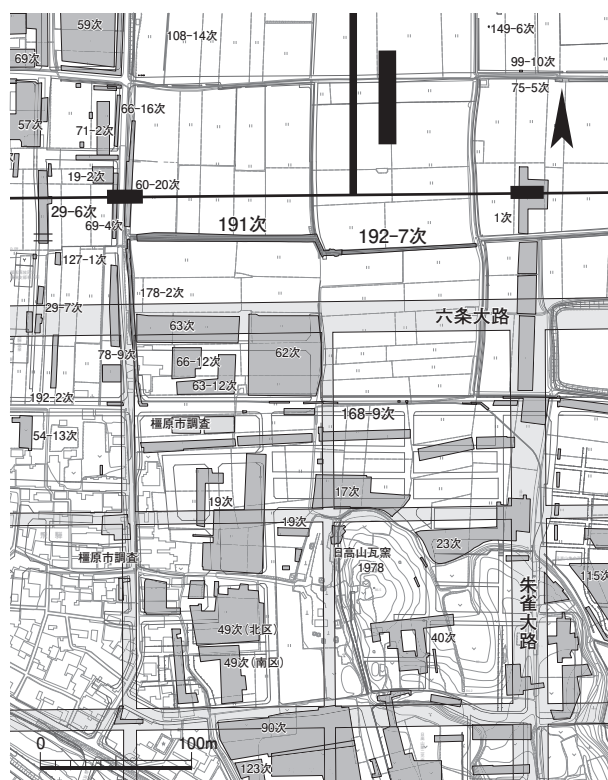 59次
108-14次
149-6次
69次
99-10次
75-5次
66-16次
57次
71-2次
19-2次
60-20次
29-6次
69-4次
191次
192-7次
1次
127-1次
178-2次
29-7次
六条大路
63次
62次
78-9次
66-12次
63-12次
192-2次
168-9次
橿原市調査
54-13次
17次
19次
19次
23次
日高山瓦窯
1978
橿原市調査
115次
朱雀大路
49次(北区)
40次
49次(南区)
90次
0
100m
123次